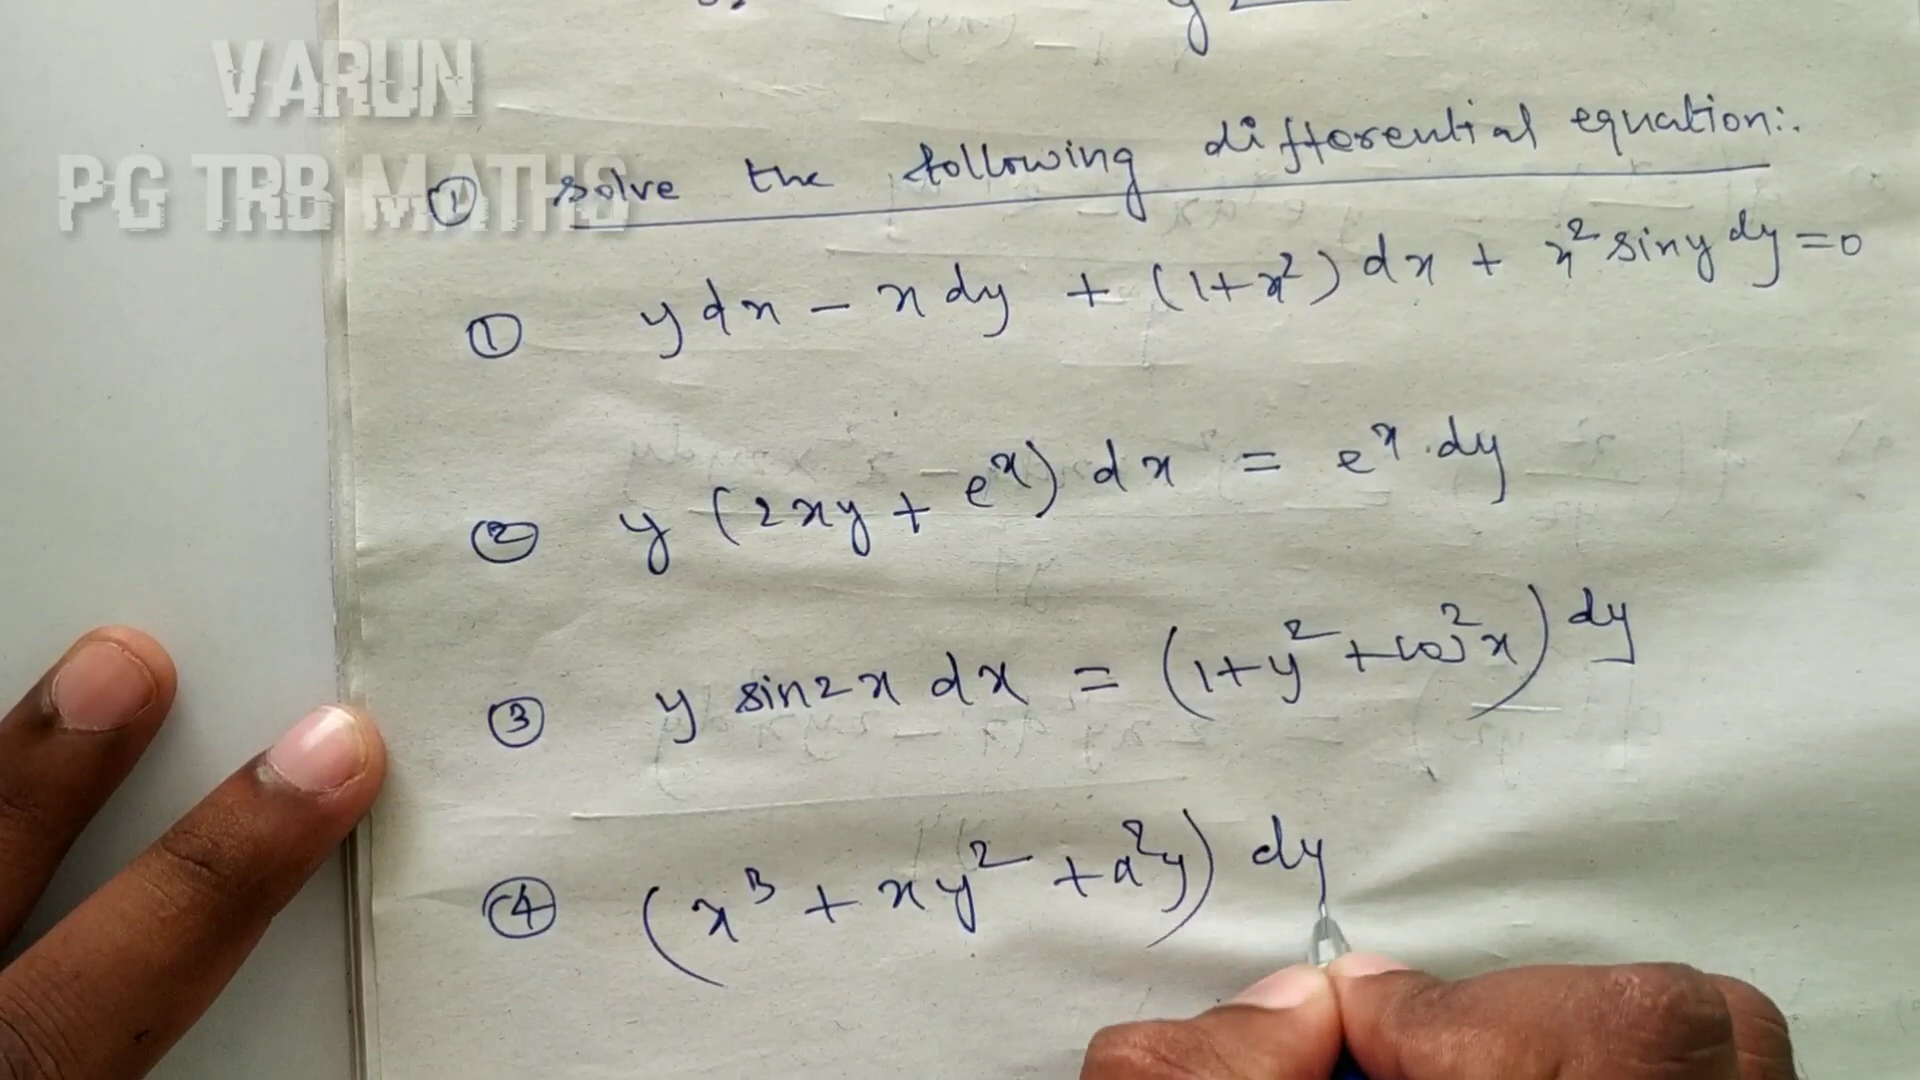 VARUN
PG TRB MATHS
① solve the following differential equation:.
① y dx - x dy + (1+x²) dx + x² siny dy = 0
② y (2xy + eˣ) dx = eˣ.dy
③ y sin2x dx = (1+y²+cos²x) dy
④ (x³ + xy² + a²y) dy